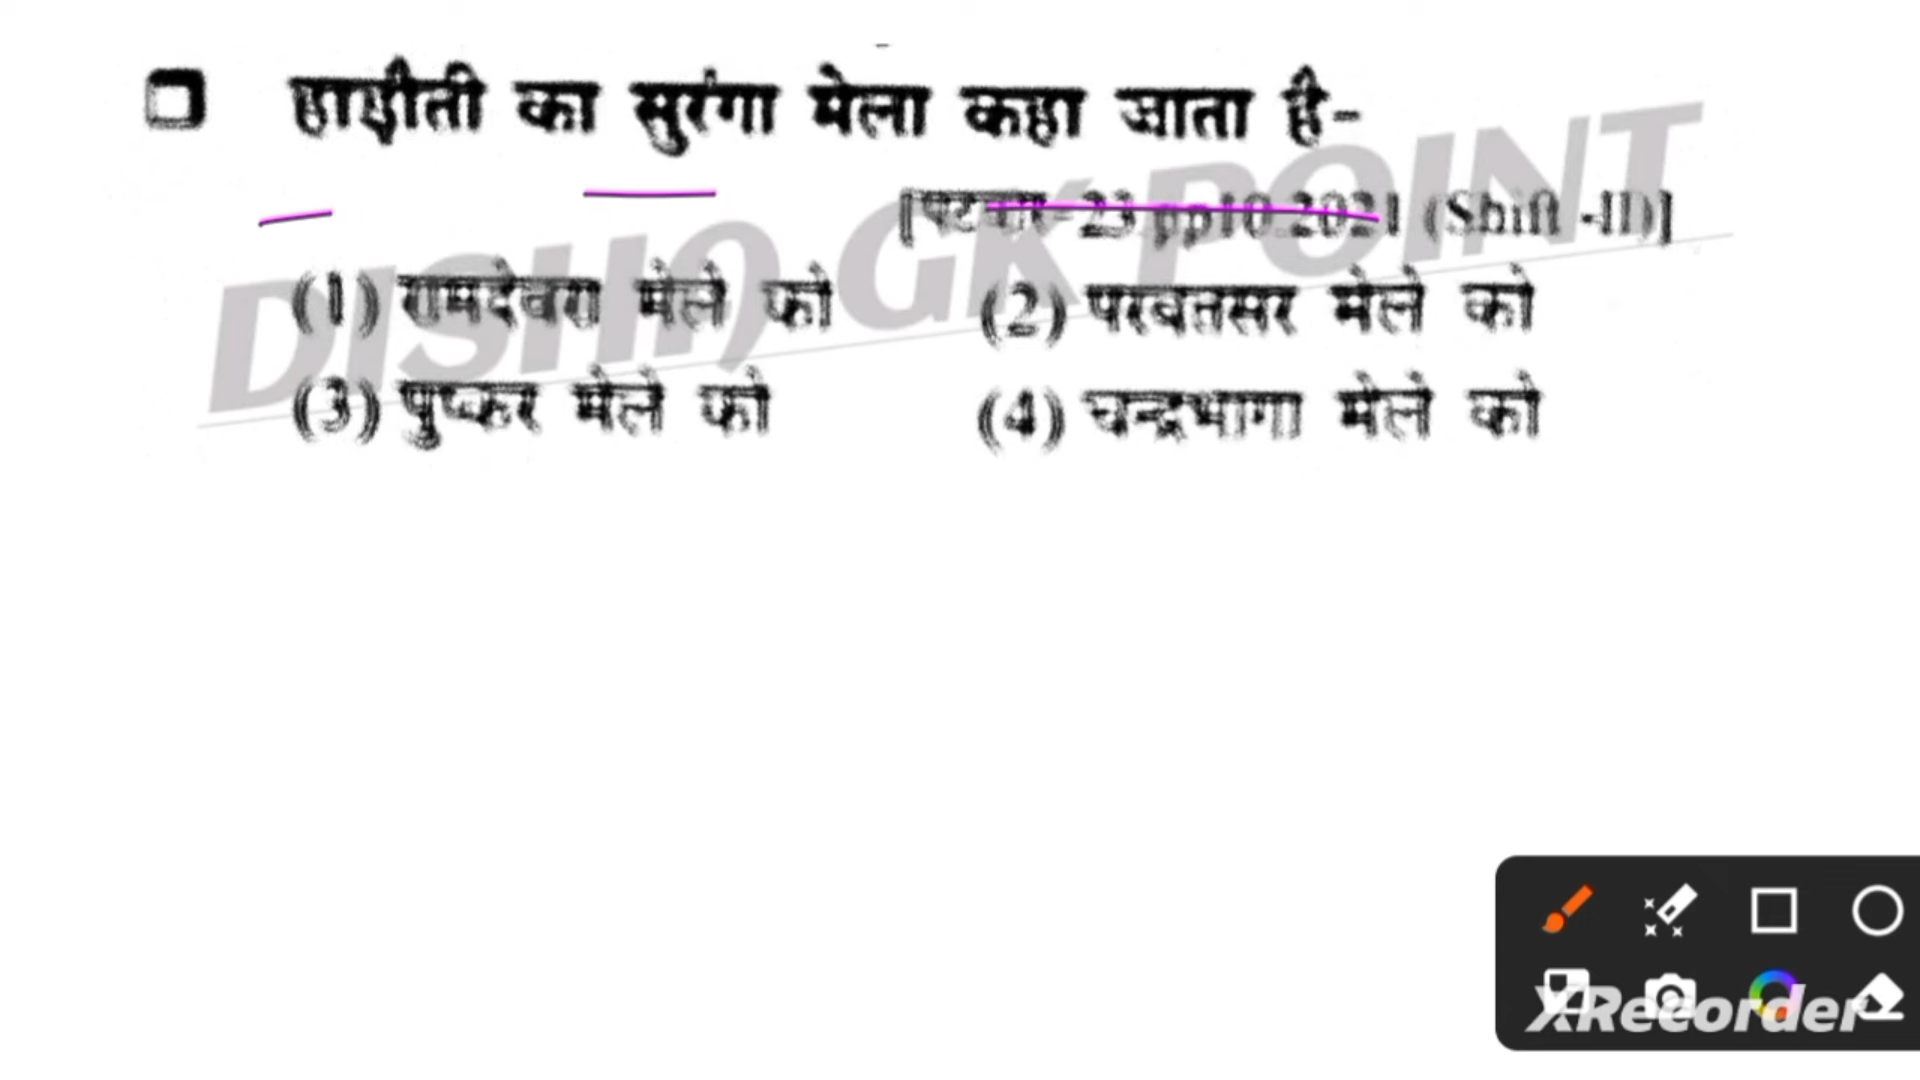 हाड़ौती का सुरंगा मेला कहा जाता है-
[पटवार-23 10 2021 (Shift -II)]
(1) रामदेवरा मेले को (2) परबतसर मेले को
(3) पुष्कर मेले को (4) चन्द्रभागा मेले को
DISHA GK POINT
XRecorder